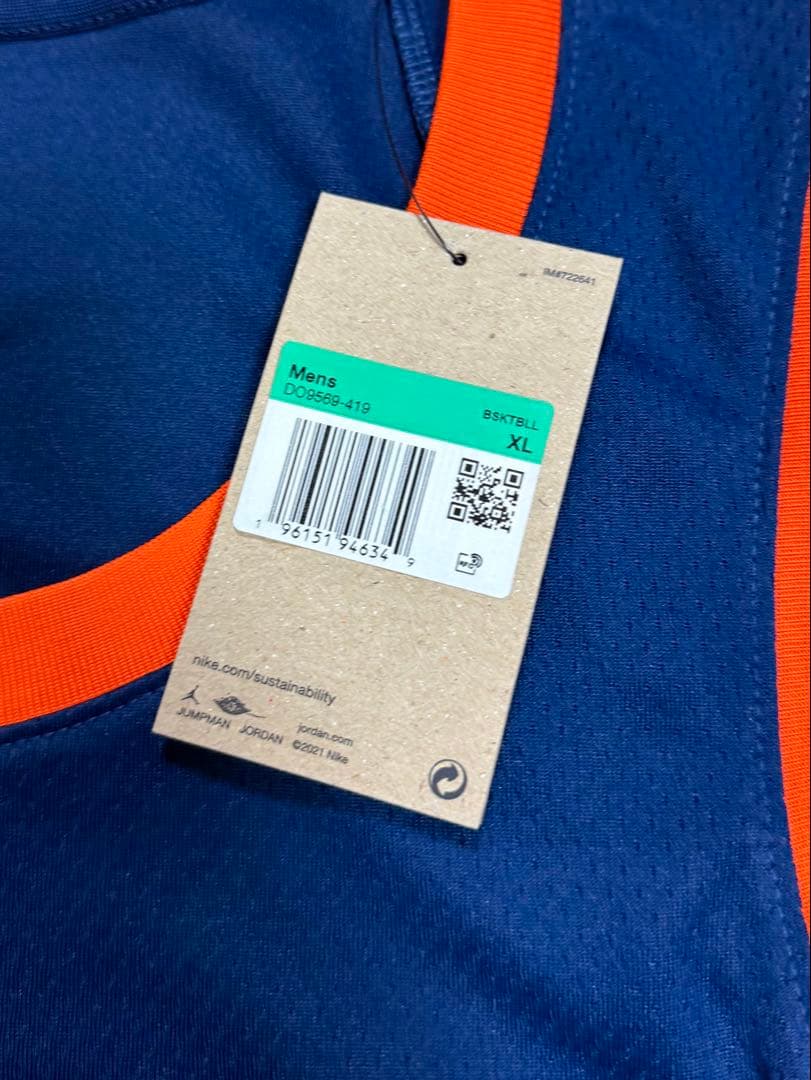 IM#722641
Mens
DO9569-419
BSKTBLL
XL
1 96151 94634 9
RFID
nike.com/sustainability
JUMPMAN JORDAN
jordan.com
©2021 Nike